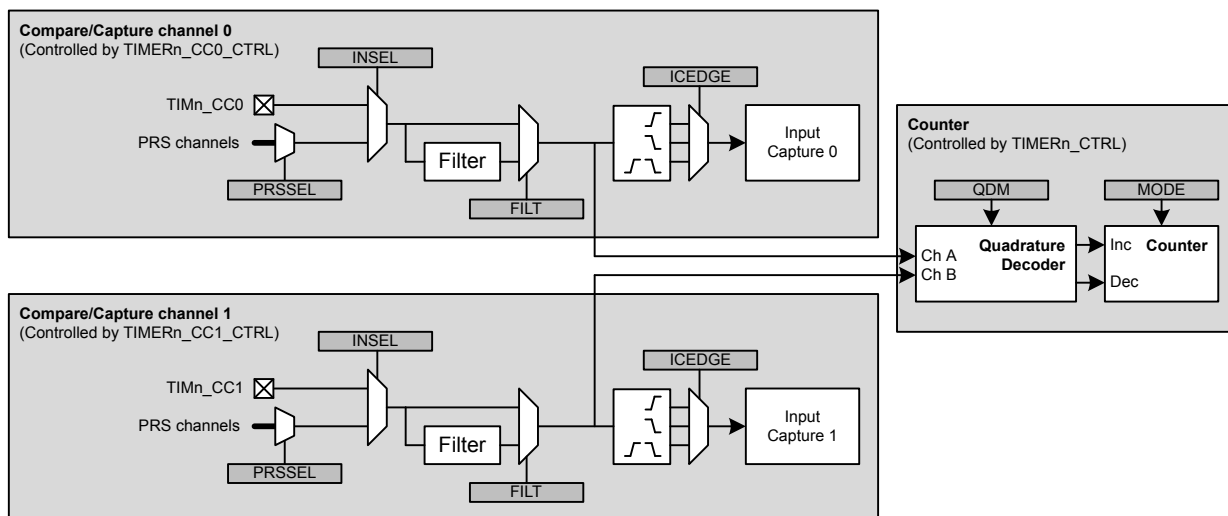 Compare/Capture channel 0
(Controlled by TIMERn_CC0_CTRL)
INSEL
ICEDGE
TIMn_CC0
PRS channels
Filter
Input
Capture 0
PRSSEL
FILT
Counter
(Controlled by TIMERn_CTRL)
QDM
MODE
Ch A
Ch B
Quadrature
Decoder
Inc
Counter
Dec
Compare/Capture channel 1
(Controlled by TIMERn_CC1_CTRL)
INSEL
ICEDGE
TIMn_CC1
PRS channels
Filter
Input
Capture 1
PRSSEL
FILT